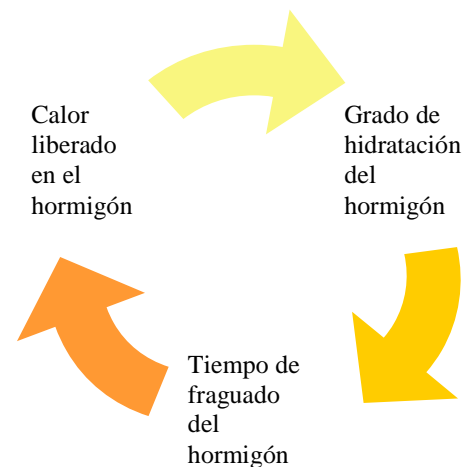 Calor
liberado
en el
hormigón
Grado de
hidratación
del
hormigón
Tiempo de
fraguado
del
hormigón